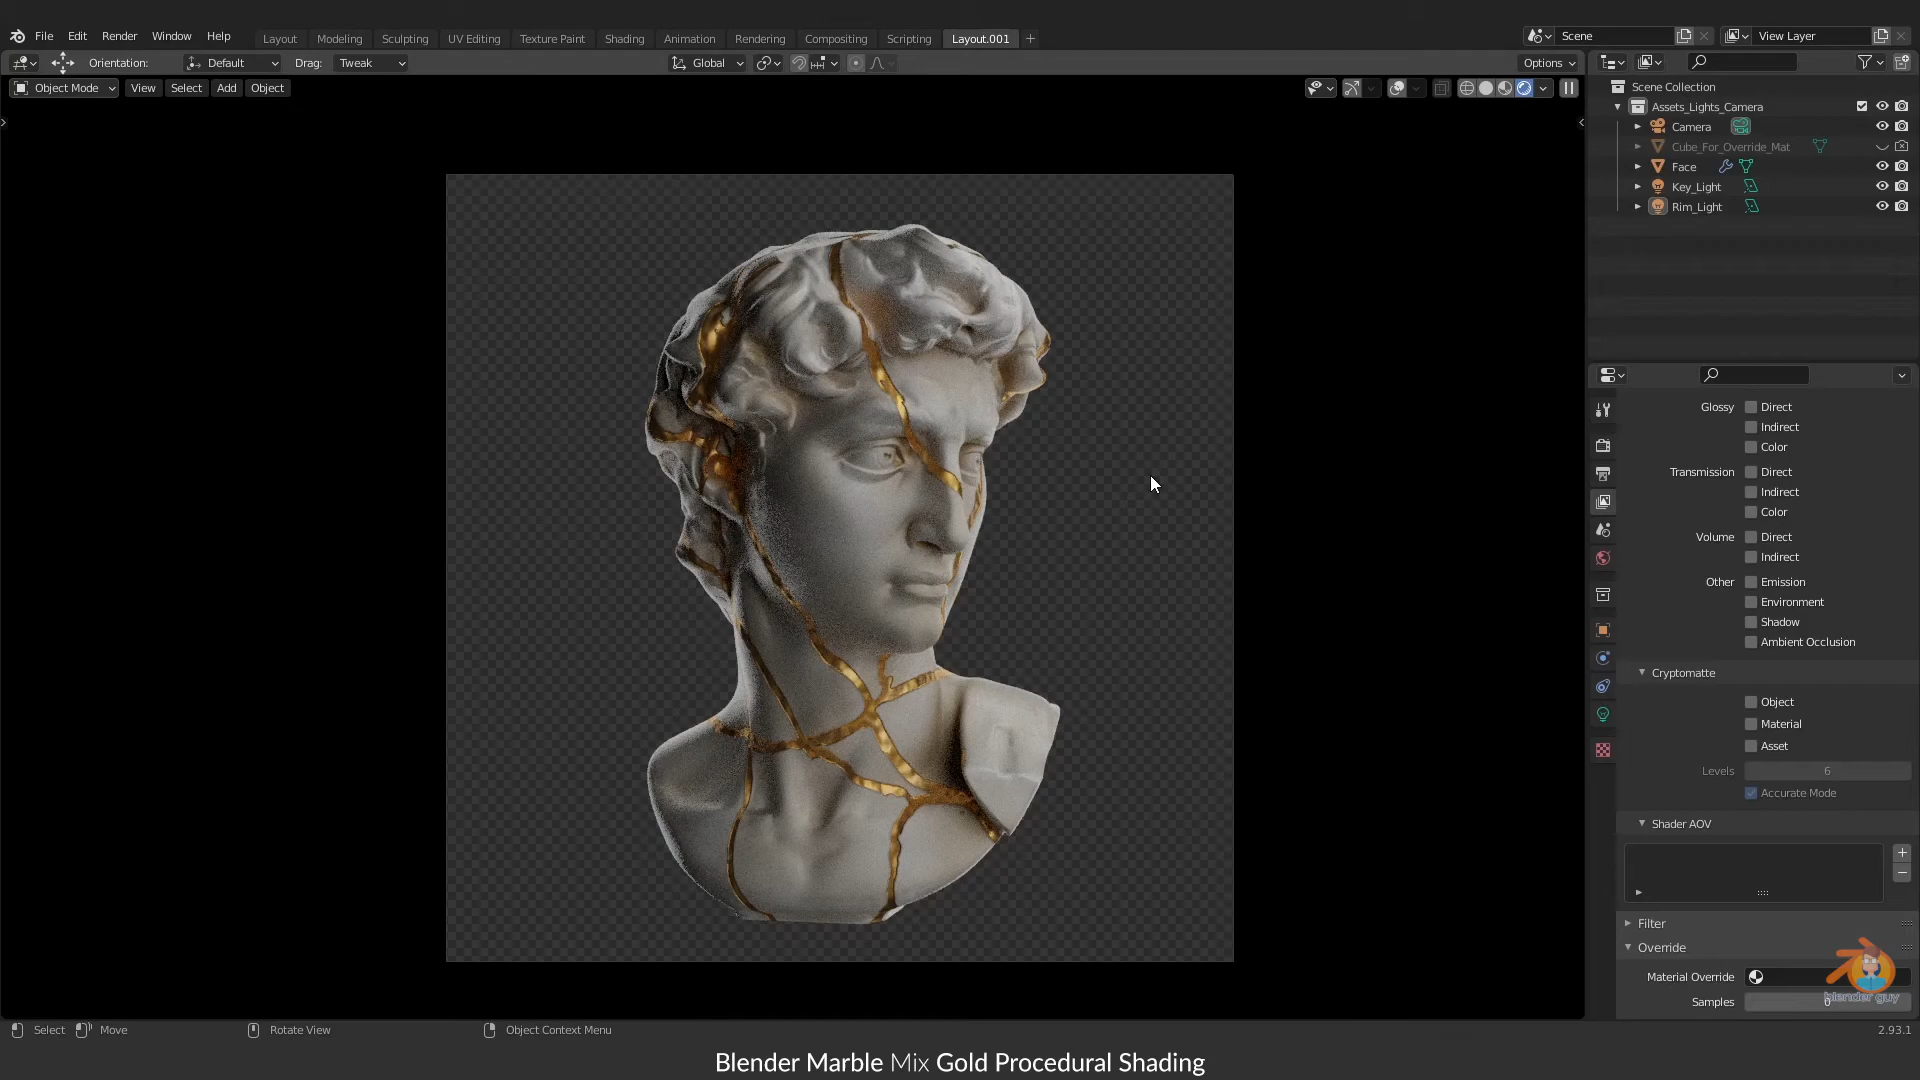 File Edit Render Window Help Layout Modeling Sculpting UV Editing Texture Paint Shading Animation Rendering Compositing Scripting Layout.001 + Scene View Layer
Orientation: Default Drag: Tweak Global Options
Object Mode View Select Add Object
Scene Collection
Assets_Lights_Camera
Camera
Cube_For_Override_Mat
Face
Key_Light
Rim_Light
Glossy Direct
Indirect
Color
Transmission Direct
Indirect
Color
Volume Direct
Indirect
Other Emission
Environment
Shadow
Ambient Occlusion
Cryptomatte
Object
Material
Asset
Levels 6
Accurate Mode
Shader AOV
Filter
Override
Material Override
Samples 0
blender guy
Select Move Rotate View Object Context Menu 2.93.1
Blender Marble Mix Gold Procedural Shading